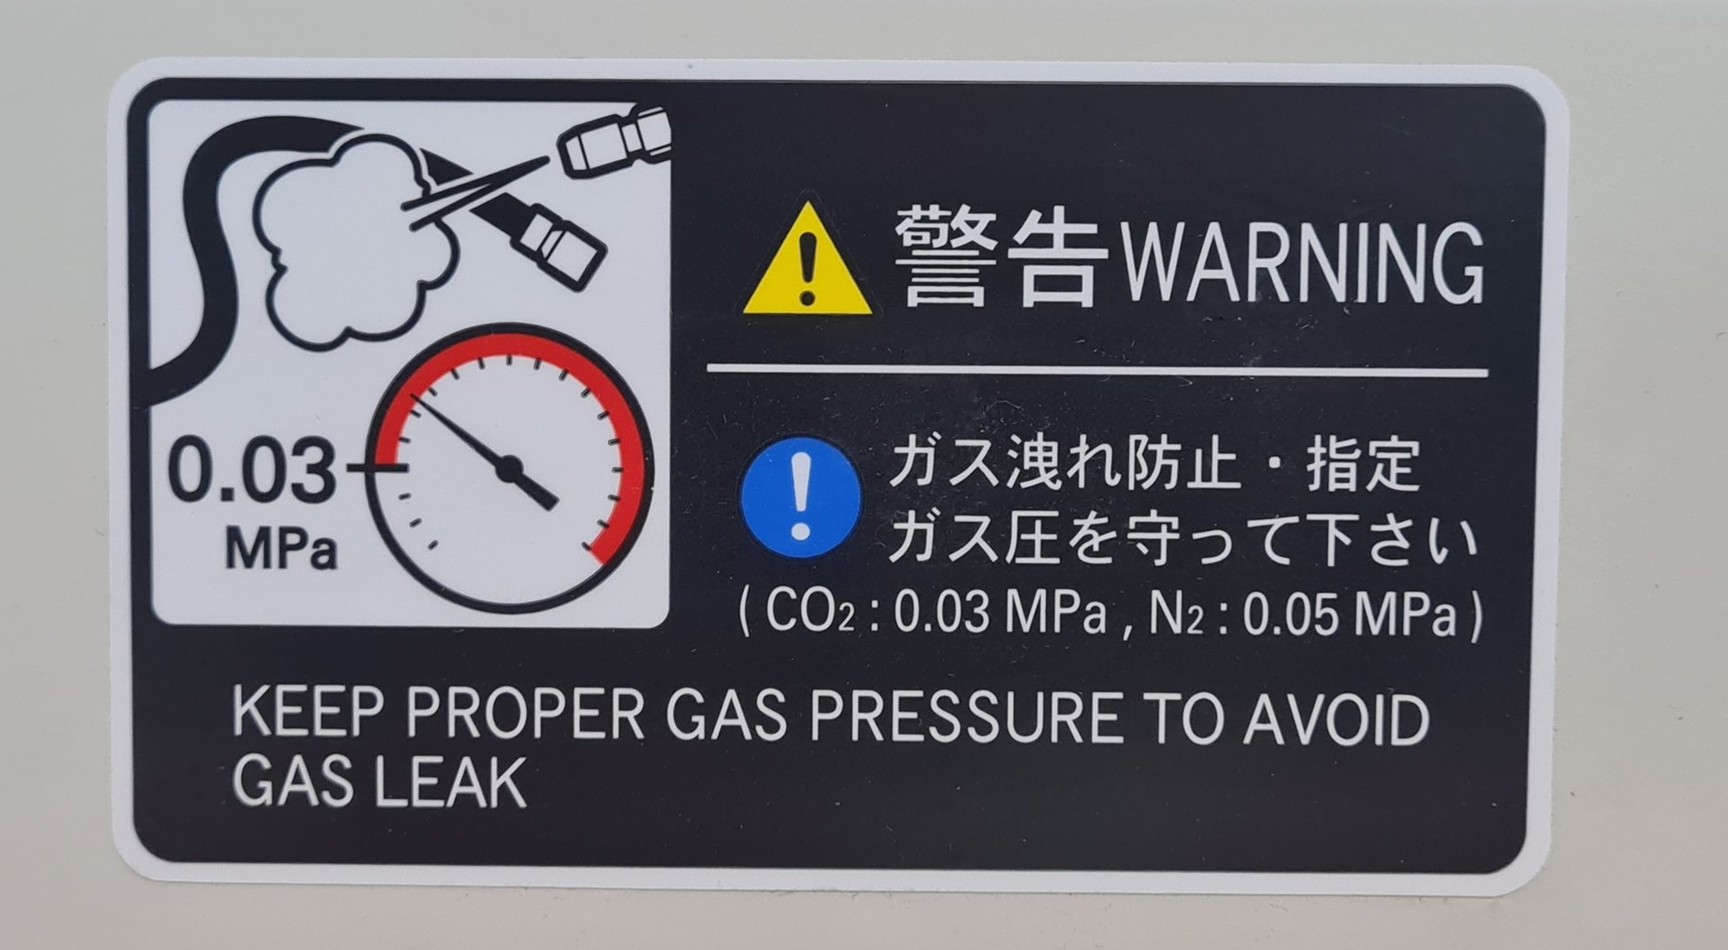 0.03
MPa
警告WARNING
ガス洩れ防止・指定
ガス圧を守って下さい
( CO₂ : 0.03 MPa , N₂ : 0.05 MPa )
KEEP PROPER GAS PRESSURE TO AVOID
GAS LEAK